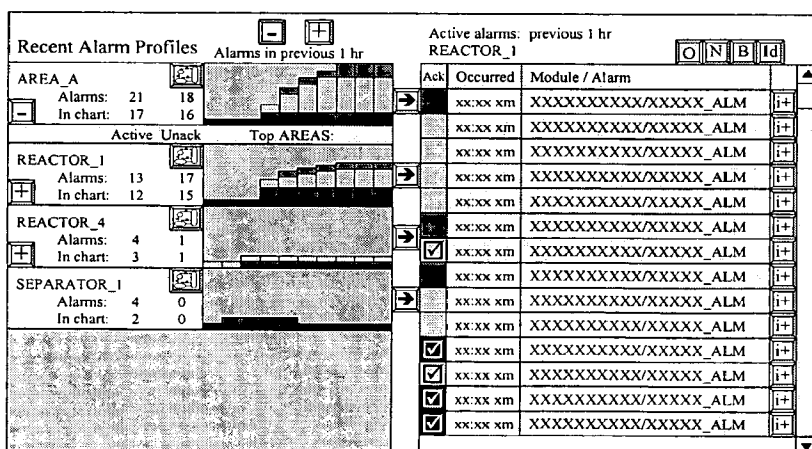 Recent Alarm Profiles
- +
Alarms in previous 1 hr
AREA_A
Alarms: 21 18
In chart: 17 16
-
Active Unack Top AREAS:
REACTOR_1
Alarms: 13 17
In chart: 12 15
+
REACTOR_4
Alarms: 4 1
In chart: 3 1
+
SEPARATOR_1
Alarms: 4 0
In chart: 2 0
Active alarms: previous 1 hr
REACTOR_1
O N B Id
Ack Occurred Module / Alarm
xx:xx xm XXXXXXXXXX/XXXXX_ALM i+
xx:xx xm XXXXXXXXXX/XXXXX_ALM i+
xx:xx xm XXXXXXXXXX/XXXXX_ALM i+
xx:xx xm XXXXXXXXXX/XXXXX_ALM i+
xx:xx xm XXXXXXXXXX/XXXXX_ALM i+
xx:xx xm XXXXXXXXXX/XXXXX_ALM i+
xx:xx xm XXXXXXXXXX/XXXXX_ALM i+
xx:xx xm XXXXXXXXXX/XXXXX_ALM i+
xx:xx xm XXXXXXXXXX/XXXXX_ALM i+
xx:xx xm XXXXXXXXXX/XXXXX_ALM i+
xx:xx xm XXXXXXXXXX/XXXXX_ALM i+
xx:xx xm XXXXXXXXXX/XXXXX_ALM i+
xx:xx xm XXXXXXXXXX/XXXXX_ALM i+
xx:xx xm XXXXXXXXXX/XXXXX_ALM i+